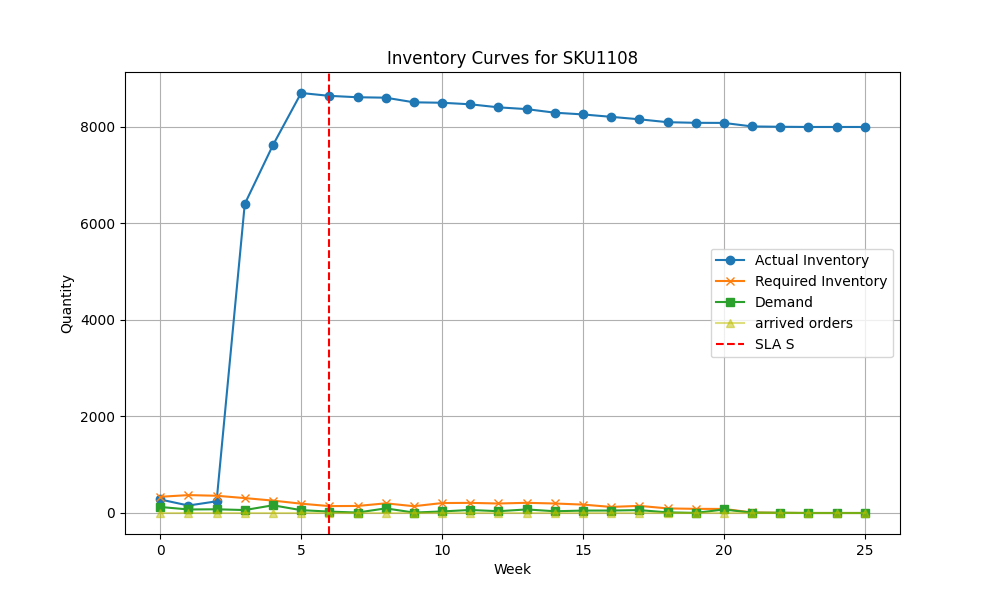 Inventory Curves for SKU1108
Quantity
8000
6000
4000
2000
0
Actual Inventory
Required Inventory
Demand
arrived orders
SLA S
0 5 10 15 20 25
Week